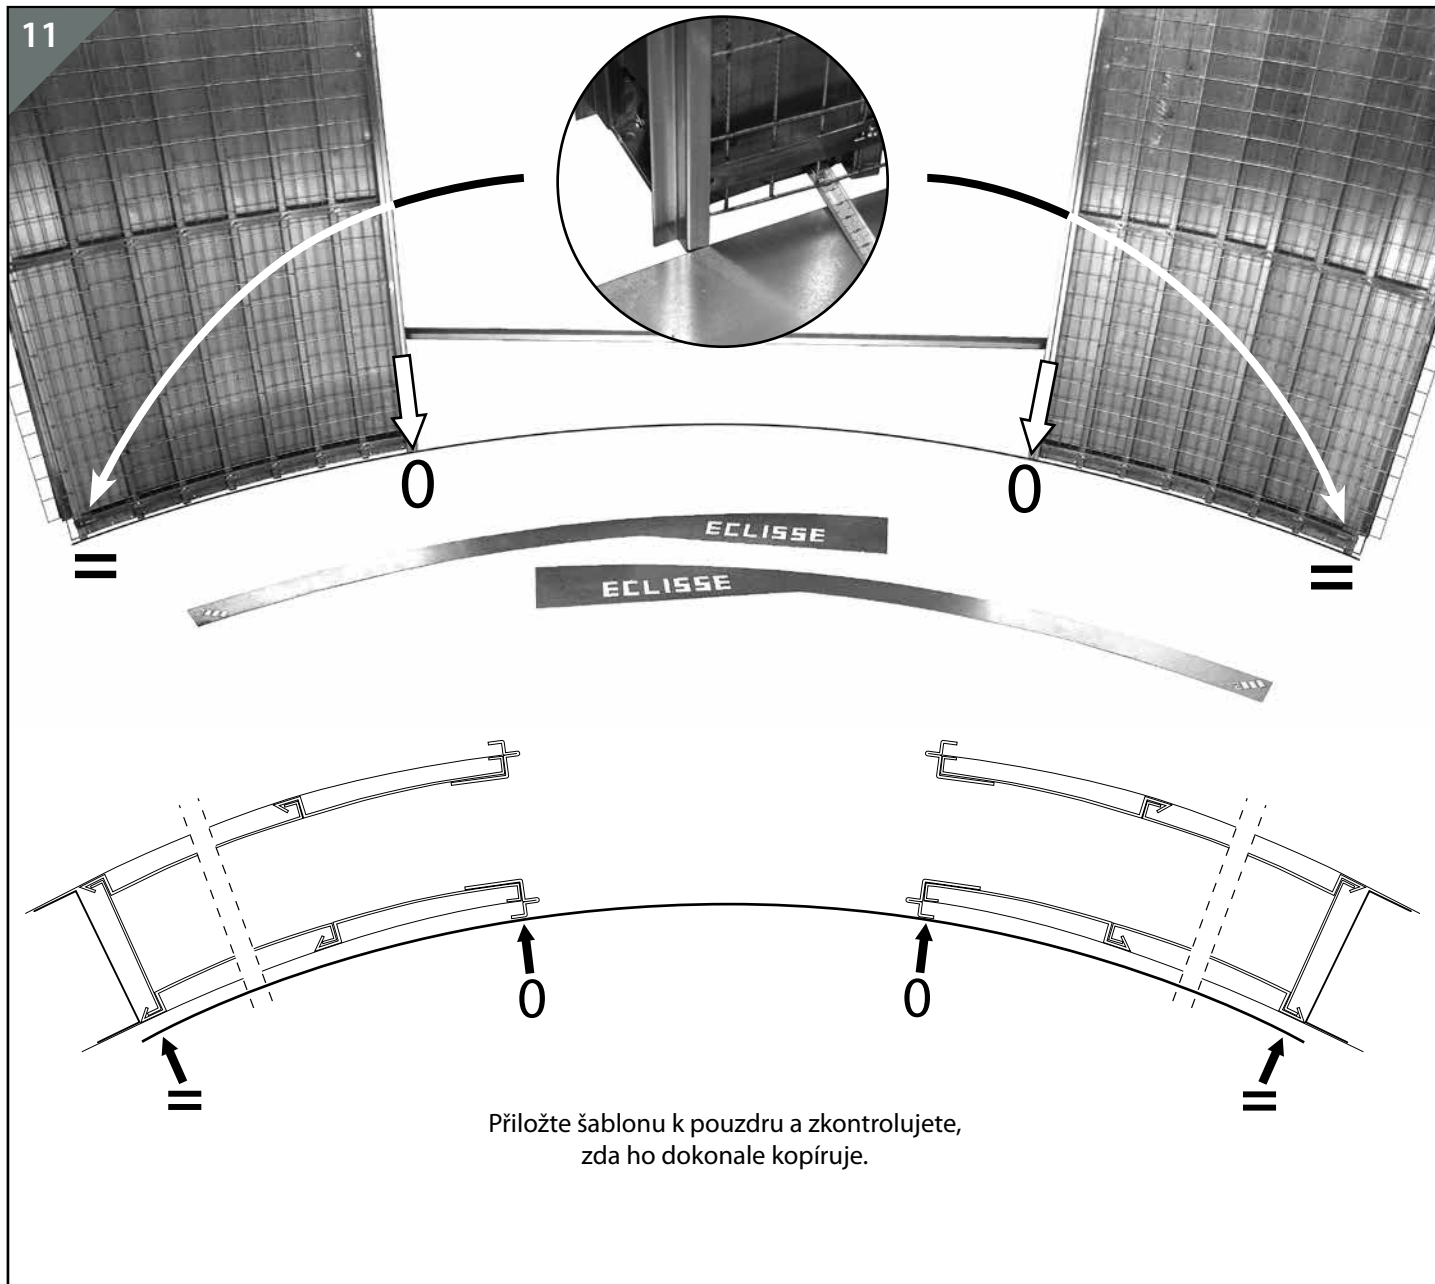 11
0
0
=
=
ECLISSE
ECLISSE
0
0
=
=
Přiložte šablonu k pouzdru a zkontrolujete,
zda ho dokonale kopíruje.